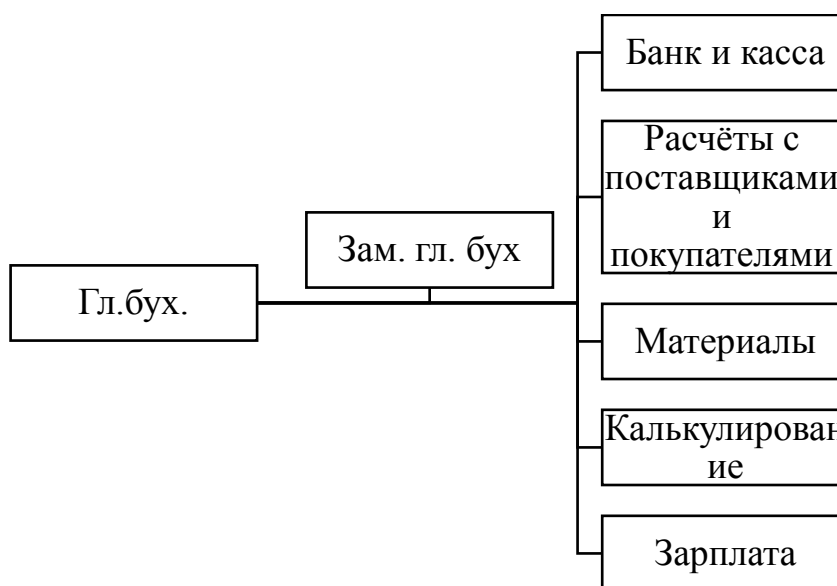 Банк и касса
Расчёты с
поставщиками
и
покупателями
Зам. гл. бух
Гл.бух.
Материалы
Калькулирован
ие
Зарплата